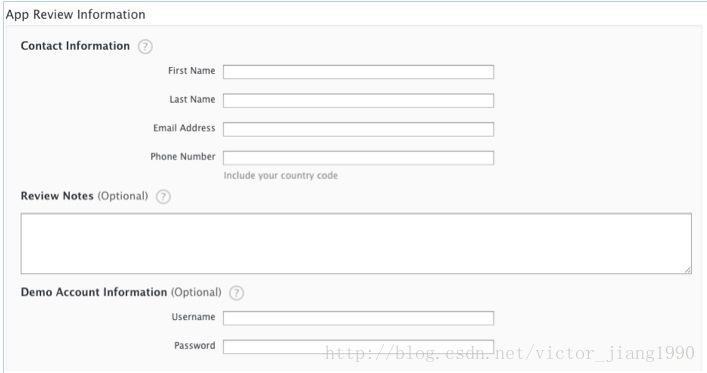 App Review Information
Contact Information ?
First Name
Last Name
Email Address
Phone Number
Include your country code
Review Notes (Optional) ?
Demo Account Information (Optional) ?
Username
Password
http://blog.csdn.net/victor_jiang1990